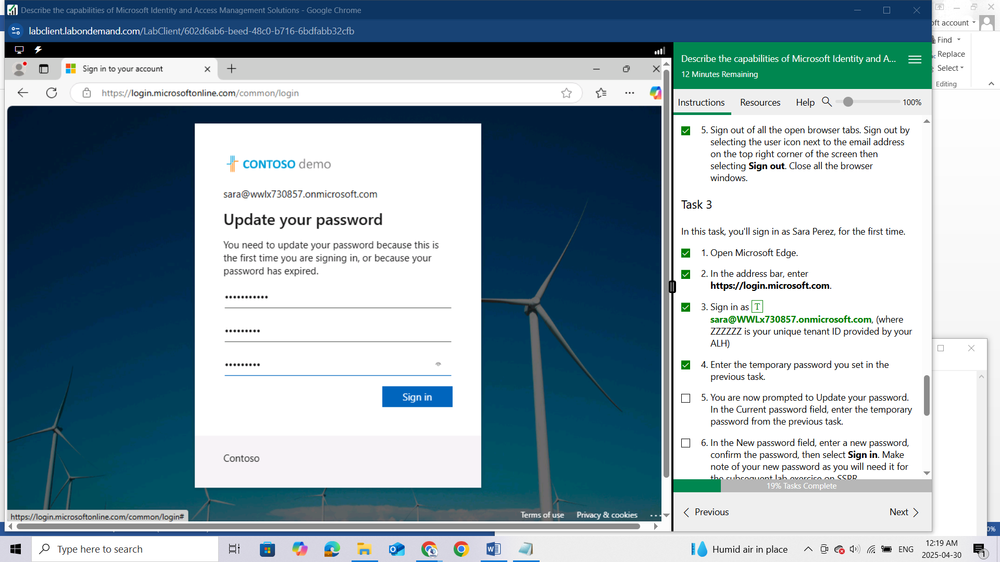 Describe the capabilities of Microsoft Identity and Access Management Solutions - Google Chrome
labclient.labondemand.com/LabClient/602d6ab6-beed-48c0-b716-6bdfabb32cfb
Sign in to your account
https://login.microsoftonline.com/common/login
CONTOSO demo
sara@wwlx730857.onmicrosoft.com
Update your password
You need to update your password because this is
the first time you are signing in, or because your
password has expired.
Sign in
Contoso
https://login.microsoftonline.com/common/login#
Terms of use
Privacy & cookies
Describe the capabilities of Microsoft Identity and A...
12 Minutes Remaining
Instructions
Resources
Help
100%
5. Sign out of all the open browser tabs. Sign out by
selecting the user icon next to the email address
on the top right corner of the screen then
selecting Sign out. Close all the browser
windows.
Task 3
In this task, you'll sign in as Sara Perez, for the first time.
1. Open Microsoft Edge.
2. In the address bar, enter
https://login.microsoft.com.
3. Sign in as T
sara@WWLx730857.onmicrosoft.com, (where
ZZZZZZ is your unique tenant ID provided by your
ALH)
4. Enter the temporary password you set in the
previous task.
5. You are now prompted to Update your password.
In the Current password field, enter the temporary
password from the previous task.
6. In the New password field, enter a new password,
confirm the password, then select Sign in. Make
note of your new password as you will need it for
the subsequent lab exercise on SSPR
19% Tasks Complete
Previous
Next
account
Find
Replace
Select
Editing
0%
Type here to search
Humid air in place
ENG
12:19 AM
2025-04-30
1